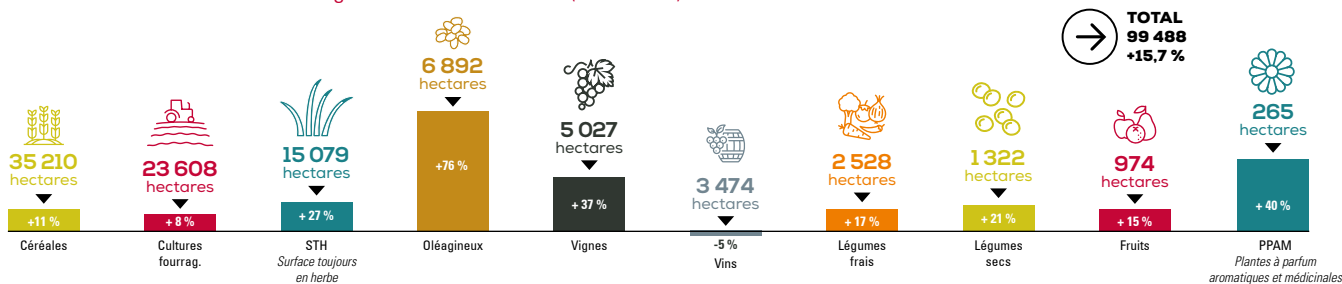 TOTAL
99 488
+15,7 %
35 210
hectares
+11 %
Céréales
23 608
hectares
+ 8 %
Cultures
fourrag.
15 079
hectares
+ 27 %
STH
Surface toujours
en herbe
6 892
hectares
+76 %
Oléagineux
5 027
hectares
+ 37 %
Vignes
3 474
hectares
-5 %
Vins
2 528
hectares
+ 17 %
Légumes
frais
1 322
hectares
+ 21 %
Légumes
secs
974
hectares
+ 15 %
Fruits
265
hectares
+ 40 %
PPAM
Plantes à parfum
aromatiques et médicinales